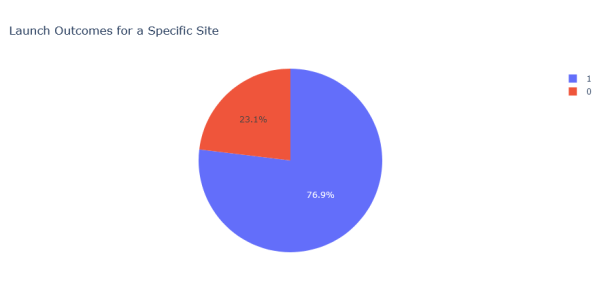 Launch Outcomes for a Specific Site
1
0
23.1%
76.9%